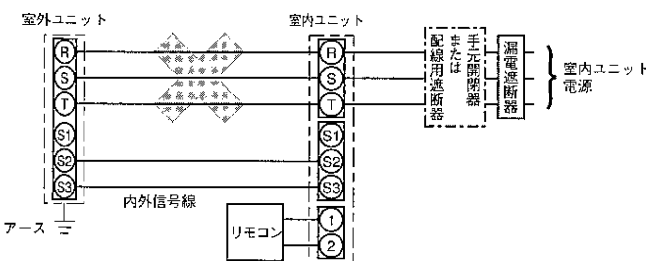 室外ユニット
室内ユニット
R
S
T
S1
S2
S3
アース
内外信号線
R
S
T
S1
S2
S3
1
2
リモコン
手元開閉器
または
配線用遮断器
漏電遮断器
室内ユニット
電源